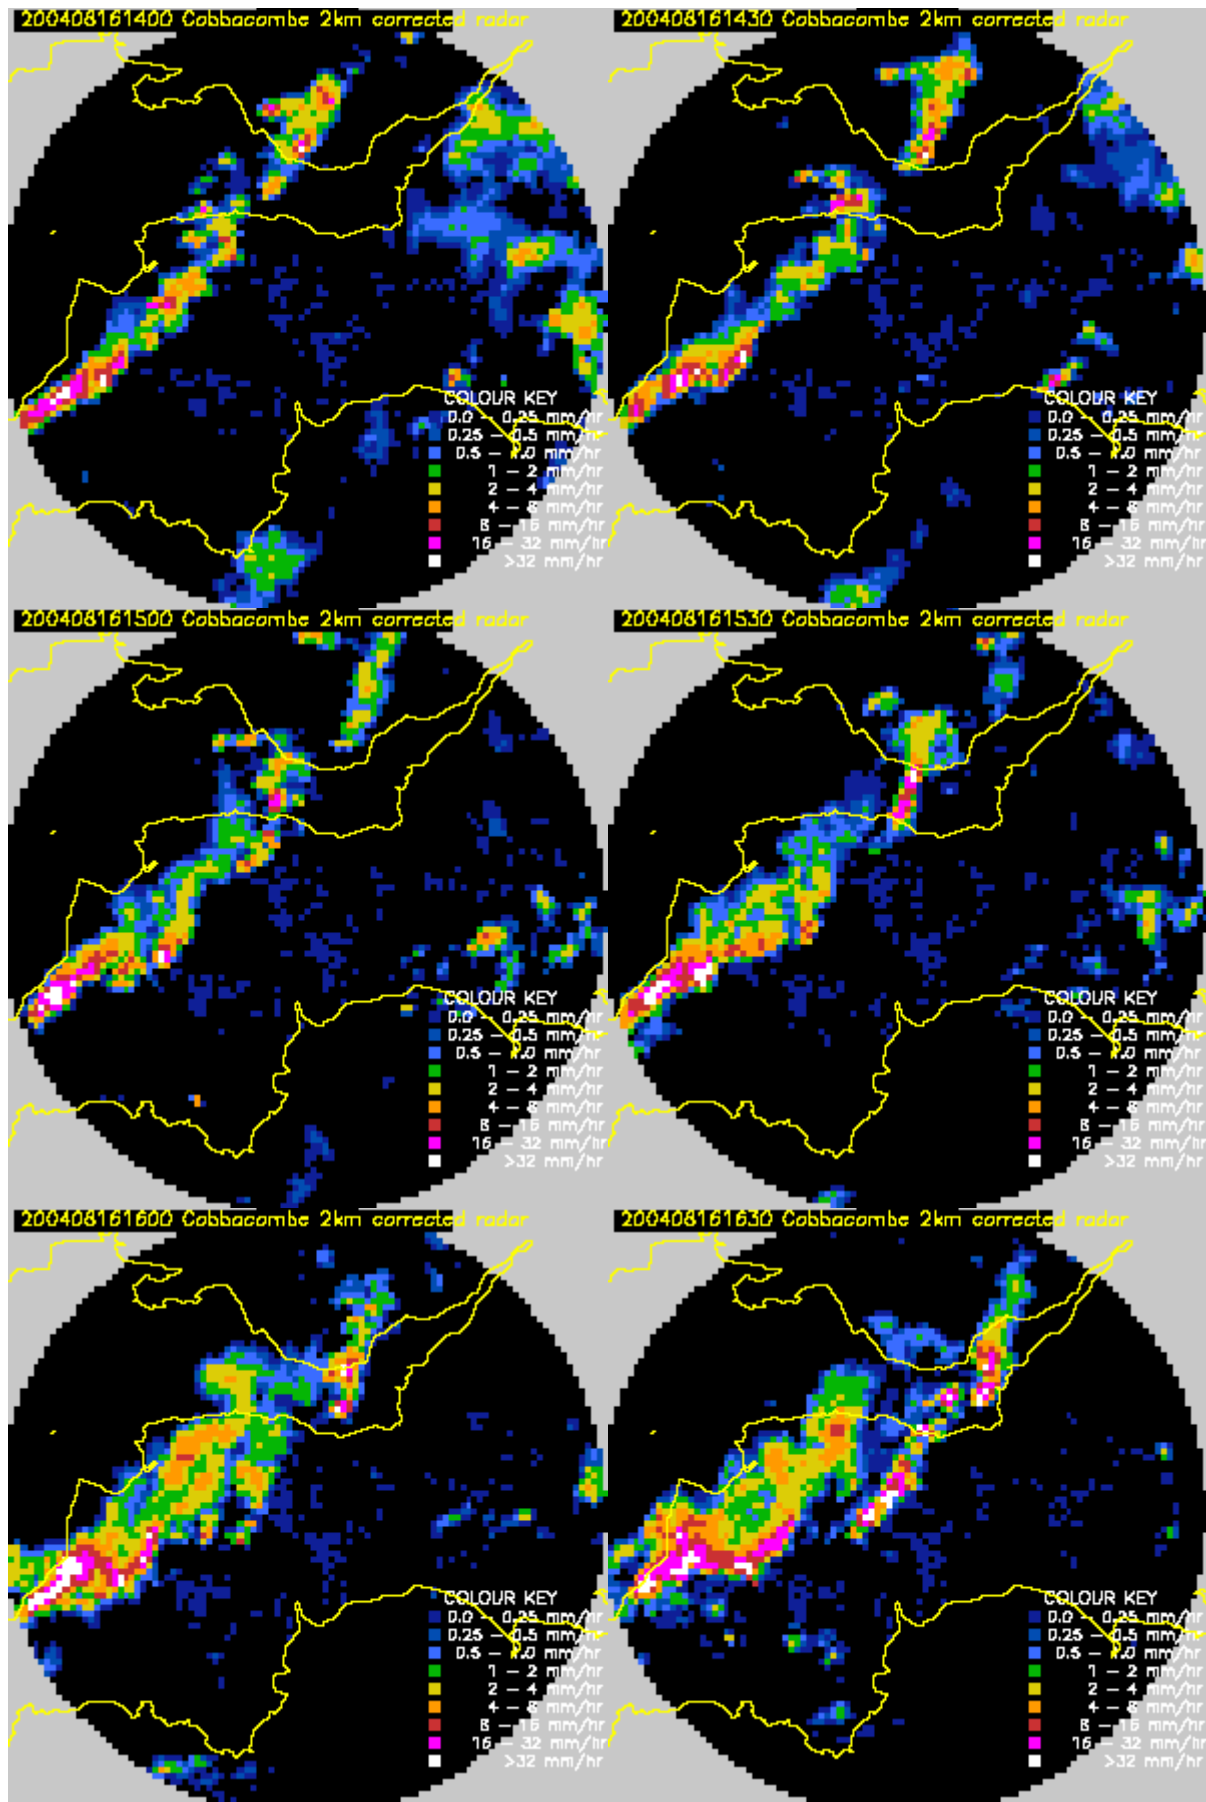 200408161400 Cobbacombe 2km corrected radar
COLOUR KEY
0.0 - 0.25 mm/hr
0.25 - 0.5 mm/hr
0.5 - 1.0 mm/hr
1 - 2 mm/hr
2 - 4 mm/hr
4 - 8 mm/hr
8 - 16 mm/hr
16 - 32 mm/hr
>32 mm/hr
200408161430 Cobbacombe 2km corrected radar
COLOUR KEY
0.0 - 0.25 mm/hr
0.25 - 0.5 mm/hr
0.5 - 1.0 mm/hr
1 - 2 mm/hr
2 - 4 mm/hr
4 - 8 mm/hr
8 - 16 mm/hr
16 - 32 mm/hr
>32 mm/hr
200408161500 Cobbacombe 2km corrected radar
COLOUR KEY
0.0 - 0.25 mm/hr
0.25 - 0.5 mm/hr
0.5 - 1.0 mm/hr
1 - 2 mm/hr
2 - 4 mm/hr
4 - 8 mm/hr
8 - 16 mm/hr
16 - 32 mm/hr
>32 mm/hr
200408161530 Cobbacombe 2km corrected radar
COLOUR KEY
0.0 - 0.25 mm/hr
0.25 - 0.5 mm/hr
0.5 - 1.0 mm/hr
1 - 2 mm/hr
2 - 4 mm/hr
4 - 8 mm/hr
8 - 16 mm/hr
16 - 32 mm/hr
>32 mm/hr
200408161600 Cobbacombe 2km corrected radar
COLOUR KEY
0.0 - 0.25 mm/hr
0.25 - 0.5 mm/hr
0.5 - 1.0 mm/hr
1 - 2 mm/hr
2 - 4 mm/hr
4 - 8 mm/hr
8 - 16 mm/hr
16 - 32 mm/hr
>32 mm/hr
200408161630 Cobbacombe 2km corrected radar
COLOUR KEY
0.0 - 0.25 mm/hr
0.25 - 0.5 mm/hr
0.5 - 1.0 mm/hr
1 - 2 mm/hr
2 - 4 mm/hr
4 - 8 mm/hr
8 - 16 mm/hr
16 - 32 mm/hr
>32 mm/hr